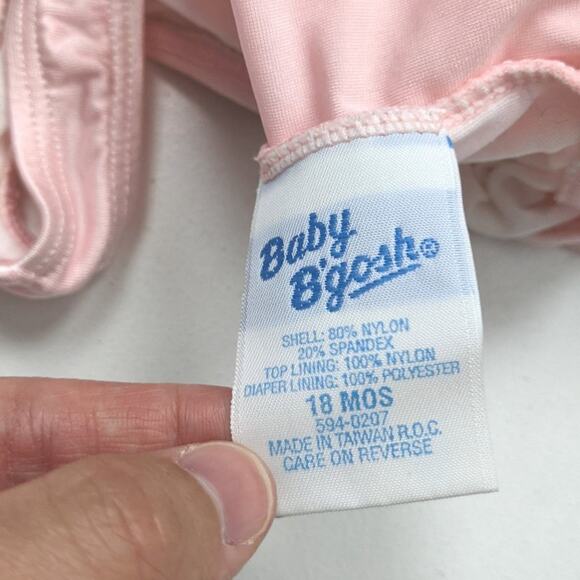 Baby
B'gosh®
SHELL: 80% NYLON
20% SPANDEX
TOP LINING: 100% NYLON
DIAPER LINING: 100% POLYESTER
18 MOS
594-0207
MADE IN TAIWAN R.O.C.
CARE ON REVERSE